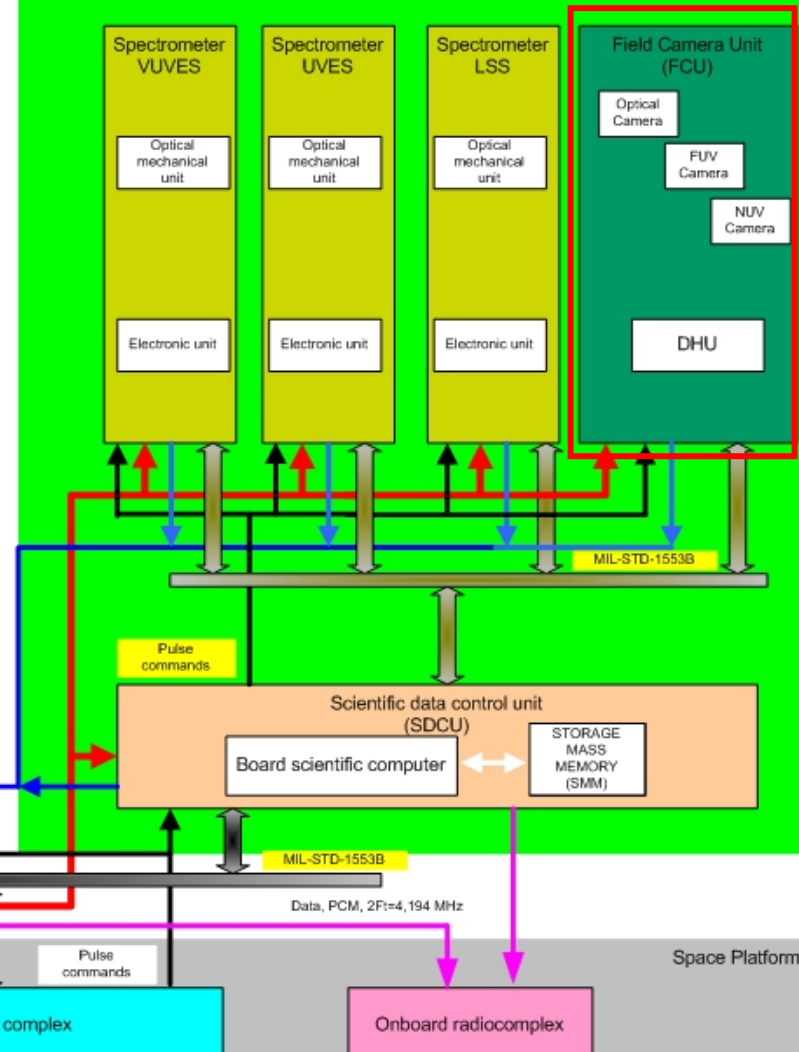 Spectrometer
VUVES
Spectrometer
UVES
Spectrometer
LSS
Field Camera Unit
(FCU)
Optical
Camera
FUV
Camera
NUV
Camera
Optical
mechanical
unit
Optical
mechanical
unit
Optical
mechanical
unit
Electronic unit
Electronic unit
Electronic unit
DHU
MIL-STD-1553B
Pulse
commands
Scientific data control unit
(SDCU)
Board scientific computer
STORAGE
MASS
MEMORY
(SMM)
MIL-STD-1553B
Data, PCM, 2Ft=4,194 MHz
Pulse
commands
Space Platform
complex
Onboard radiocomplex